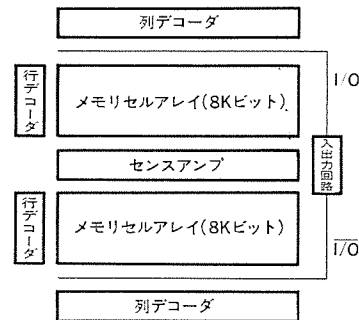 列デコーダ
行デコーダ
メモリセルアレイ(8Kビット)
I/O
センスアンプ
入出力回路
行デコーダ
メモリセルアレイ(8Kビット)
I/O
列デコーダ